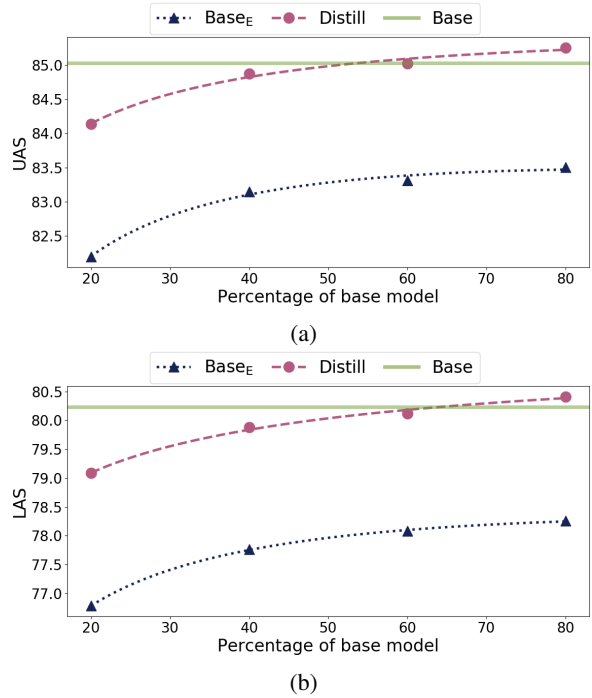 Base_E Distill Base
85.0
84.5
84.0
83.5
83.0
82.5
UAS
20 30 40 50 60 70 80
Percentage of base model
(a)
Base_E Distill Base
80.5
80.0
79.5
79.0
78.5
78.0
77.5
77.0
LAS
20 30 40 50 60 70 80
Percentage of base model
(b)